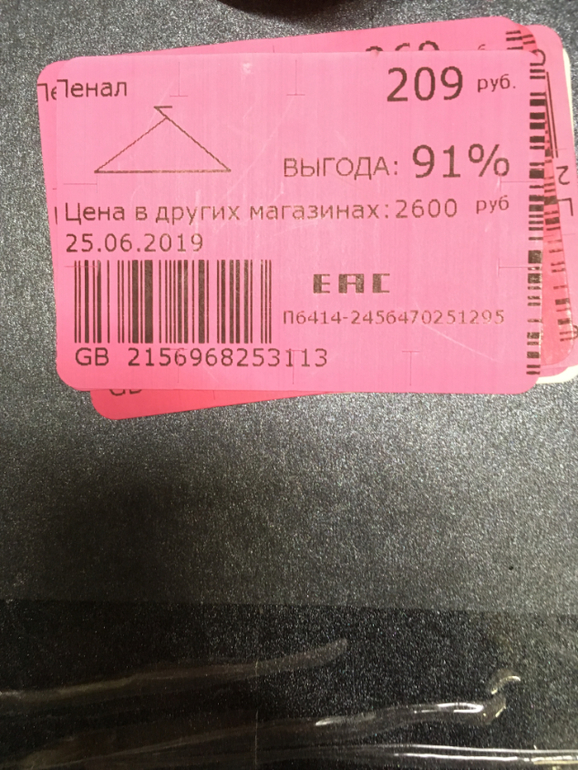 Пенал
209 руб.
ВЫГОДА: 91%
Цена в других магазинах: 2600 руб
25.06.2019
EAC
П6414-2456470251295
GB 2156968253113